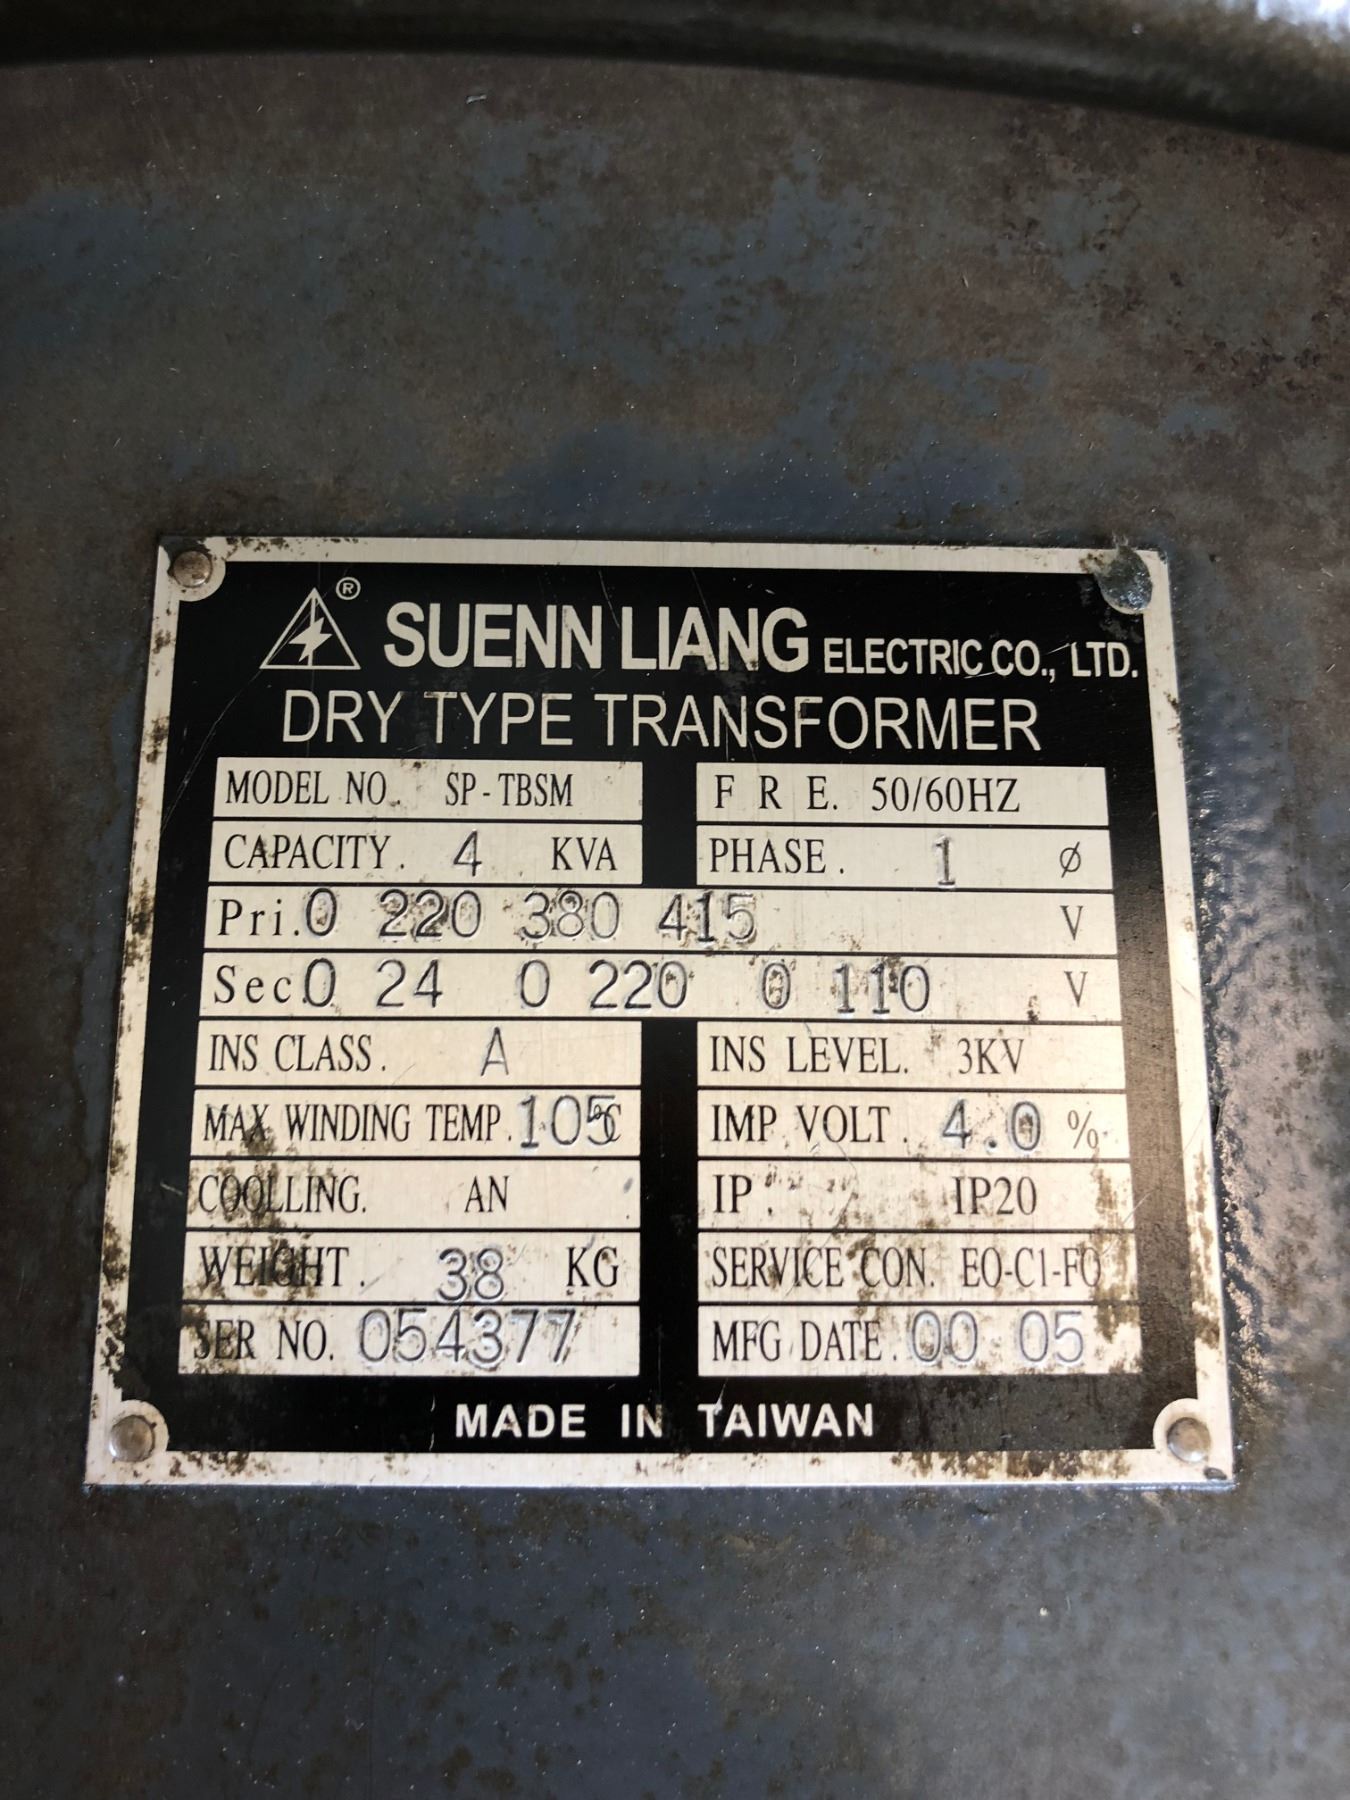 ® SUENN LIANG ELECTRIC CO., LTD.
DRY TYPE TRANSFORMER
MODEL NO. SP-TBSM F R E. 50/60HZ
CAPACITY. 4 KVA PHASE. 1 Ø
Pri. 0 220 380 415 V
Sec. 0 24 0 220 0 110 V
INS CLASS. A INS LEVEL. 3KV
MAX WINDING TEMP. 105°C IMP VOLT. 4.0 %
COOLLING. AN IP. IP20
WEIGHT. 38 KG SERVICE CON. E0-C1-F0
SER NO. 054377 MFG DATE. 00 05
MADE IN TAIWAN